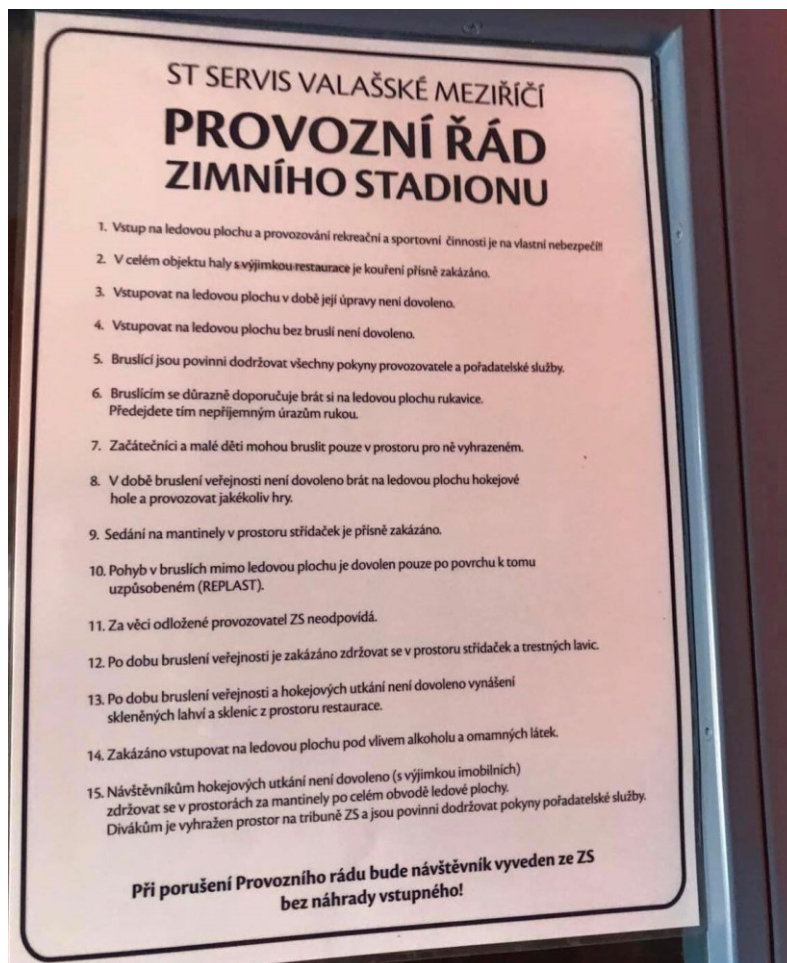 ST SERVIS VALAŠSKÉ MEZIŘÍČÍ
PROVOZNÍ ŘÁD
ZIMNÍHO STADIONU
1. Vstup na ledovou plochu a provozování rekreační a sportovní činnosti je na vlastní nebezpečí!!
2. V celém objektu haly s výjimkou restaurace je kouření přísně zakázáno.
3. Vstupovat na ledovou plochu v době její úpravy není dovoleno.
4. Vstupovat na ledovou plochu bez bruslí není dovoleno.
5. Bruslící jsou povinni dodržovat všechny pokyny provozovatele a pořadatelské služby.
6. Bruslícím se důrazně doporučuje brát si na ledovou plochu rukavice.
Předejdete tím nepříjemným úrazům rukou.
7. Začátečníci a malé děti mohou bruslit pouze v prostoru pro ně vyhrazeném.
8. V době bruslení veřejnosti není dovoleno brát na ledovou plochu hokejové
hole a provozovat jakékoliv hry.
9. Sedání na mantinely v prostoru střídaček je přísně zakázáno.
10. Pohyb v bruslích mimo ledovou plochu je dovolen pouze po povrchu k tomu
uzpůsobeném (REPLAST).
11. Za věci odložené provozovatel ZS neodpovídá.
12. Po dobu bruslení veřejnosti je zakázáno zdržovat se v prostoru střídaček a trestných lavic.
13. Po dobu bruslení veřejnosti a hokejových utkání není dovoleno vynášení
skleněných lahví a sklenic z prostoru restaurace.
14. Zakázáno vstupovat na ledovou plochu pod vlivem alkoholu a omamných látek.
15. Návštěvníkům hokejových utkání není dovoleno (s výjimkou imobilních)
zdržovat se v prostorách za mantinely po celém obvodě ledové plochy.
Divákům je vyhražen prostor na tribuně ZS a jsou povinni dodržovat pokyny pořadatelské služby.
Při porušení Provozního rádu bude návštěvník vyveden ze ZS
bez náhrady vstupného!